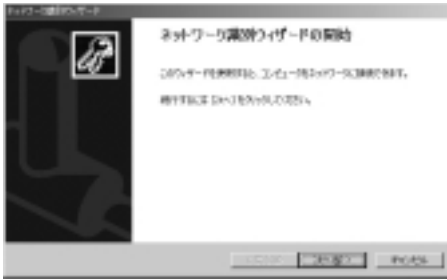 ネットワーク識別ウィザード
ネットワーク識別ウィザードの開始
このウィザードを使用すると、コンピュータをネットワークに接続できます。
続行するには [次へ] をクリックしてください。
キャンセル